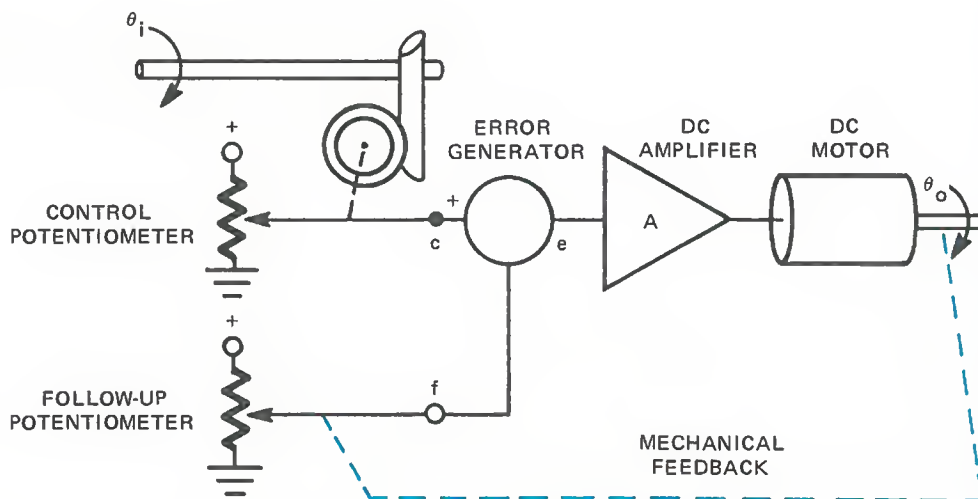 θi
ERROR
GENERATOR
DC
AMPLIFIER
DC
MOTOR
i
+
CONTROL
POTENTIOMETER
+
c
e
A
θo
+
FOLLOW-UP
POTENTIOMETER
f
MECHANICAL
FEEDBACK